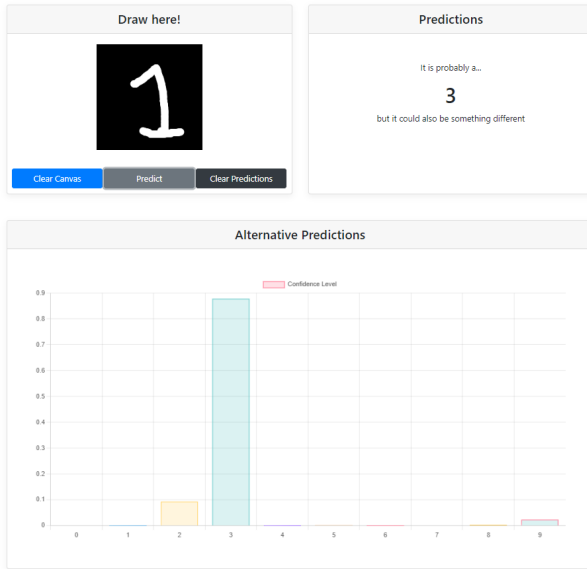 Draw here!
1
Clear Canvas
Predict
Clear Predictions
Predictions
It is probably a...
3
but it could also be something different
Alternative Predictions
Confidence Level
0.9
0.8
0.7
0.6
0.5
0.4
0.3
0.2
0.1
0
0 1 2 3 4 5 6 7 8 9